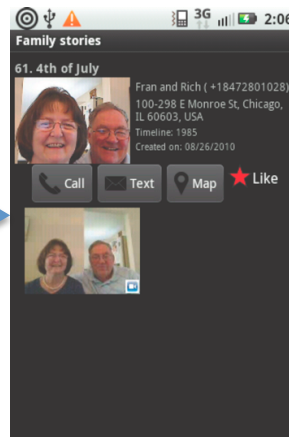 3G 2:06
Family stories
61. 4th of July
Fran and Rich ( +18472801028)
100-298 E Monroe St, Chicago,
IL 60603, USA
Timeline: 1985
Created on: 08/26/2010
Call Text Map Like